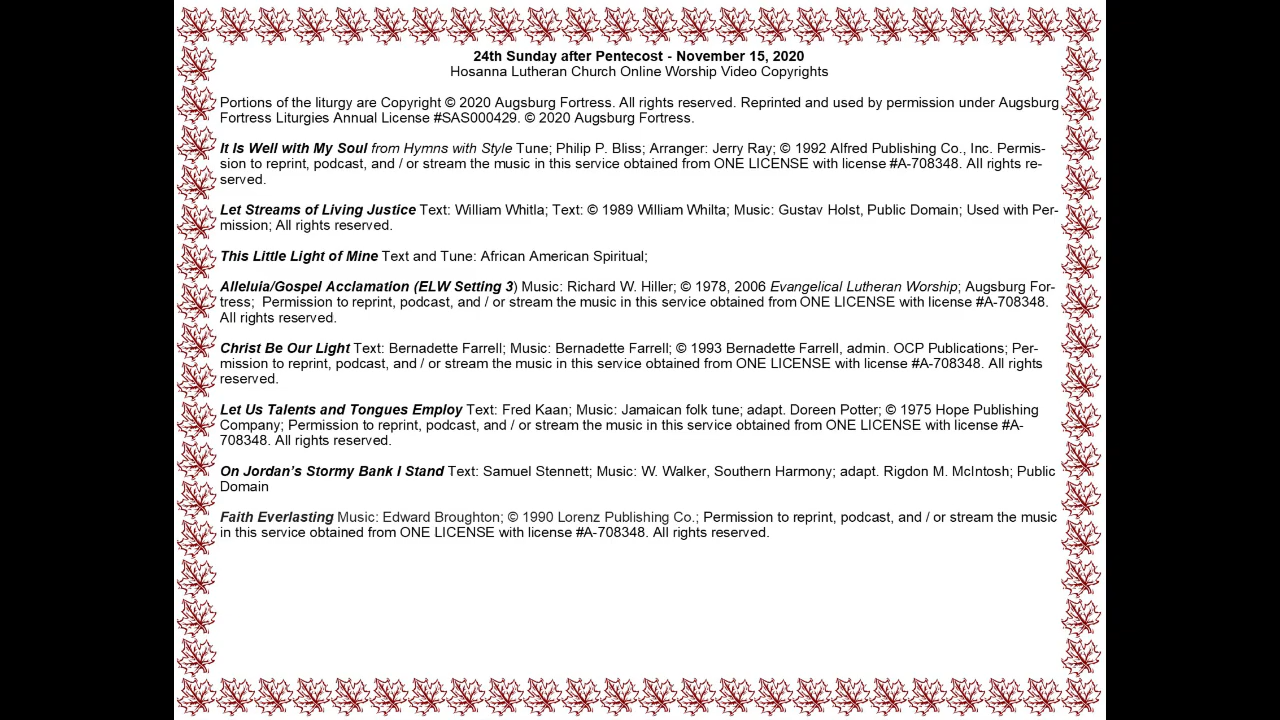 24th Sunday after Pentecost - November 15, 2020
Hosanna Lutheran Church Online Worship Video Copyrights
Portions of the liturgy are Copyright © 2020 Augsburg Fortress. All rights reserved. Reprinted and used by permission under Augsburg
Fortress Liturgies Annual License #SAS000429. © 2020 Augsburg Fortress.
It Is Well with My Soul from Hymns with Style Tune; Philip P. Bliss; Arranger: Jerry Ray; © 1992 Alfred Publishing Co., Inc. Permis-
sion to reprint, podcast, and / or stream the music in this service obtained from ONE LICENSE with license #A-708348. All rights re-
served.
Let Streams of Living Justice Text: William Whitla; Text: © 1989 William Whilta; Music: Gustav Holst, Public Domain; Used with Per-
mission; All rights reserved.
This Little Light of Mine Text and Tune: African American Spiritual;
Alleluia/Gospel Acclamation (ELW Setting 3) Music: Richard W. Hiller; © 1978, 2006 Evangelical Lutheran Worship; Augsburg For-
tress;  Permission to reprint, podcast, and / or stream the music in this service obtained from ONE LICENSE with license #A-708348.
All rights reserved.
Christ Be Our Light Text: Bernadette Farrell; Music: Bernadette Farrell; © 1993 Bernadette Farrell, admin. OCP Publications; Per-
mission to reprint, podcast, and / or stream the music in this service obtained from ONE LICENSE with license #A-708348. All rights
reserved.
Let Us Talents and Tongues Employ Text: Fred Kaan; Music: Jamaican folk tune; adapt. Doreen Potter; © 1975 Hope Publishing
Company; Permission to reprint, podcast, and / or stream the music in this service obtained from ONE LICENSE with license #A-
708348. All rights reserved.
On Jordan's Stormy Bank I Stand Text: Samuel Stennett; Music: W. Walker, Southern Harmony; adapt. Rigdon M. McIntosh; Public
Domain
Faith Everlasting Music: Edward Broughton; © 1990 Lorenz Publishing Co.; Permission to reprint, podcast, and / or stream the music
in this service obtained from ONE LICENSE with license #A-708348. All rights reserved.